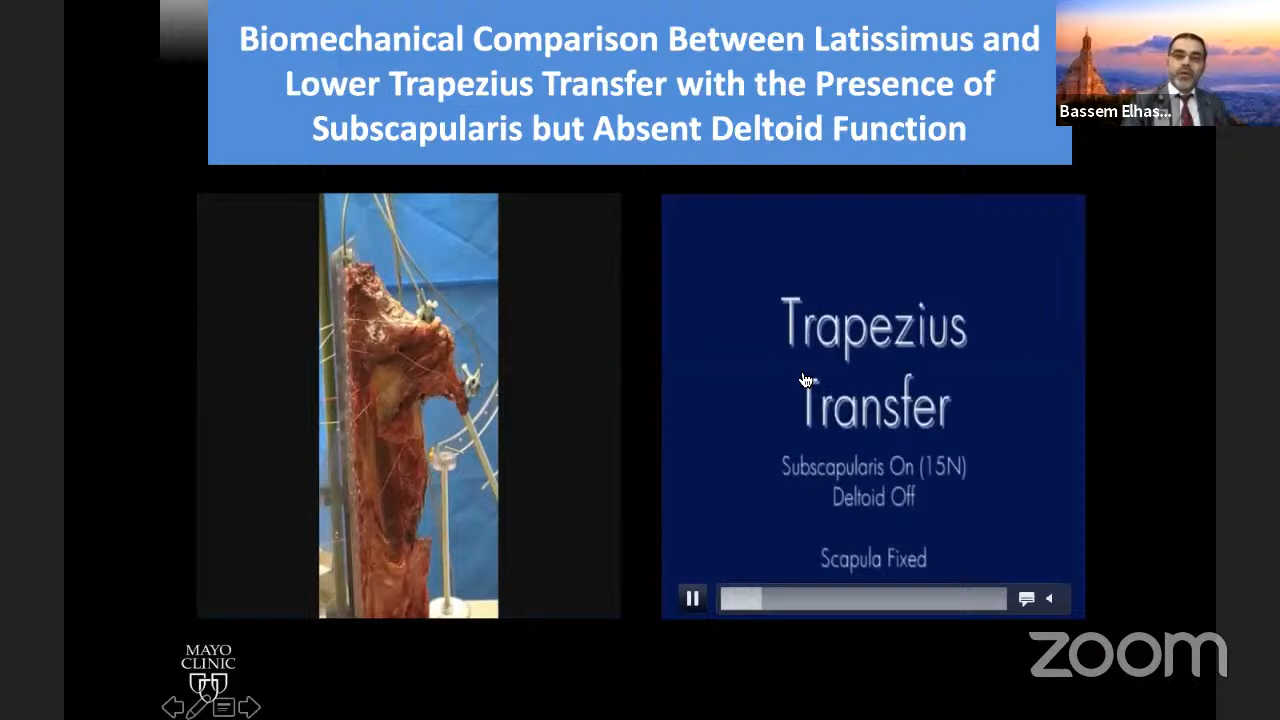 Biomechanical Comparison Between Latissimus and
Lower Trapezius Transfer with the Presence of
Subscapularis but Absent Deltoid Function
Bassem Elhas...
Trapezius
Transfer
Subscapularis On (15N)
Deltoid Off
Scapula Fixed
MAYO
CLINIC
zoom